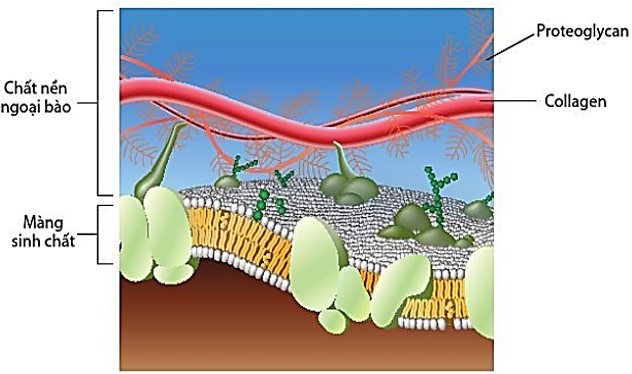 Proteoglycan
Chất nền
ngoại bào
Collagen
Màng
sinh chất